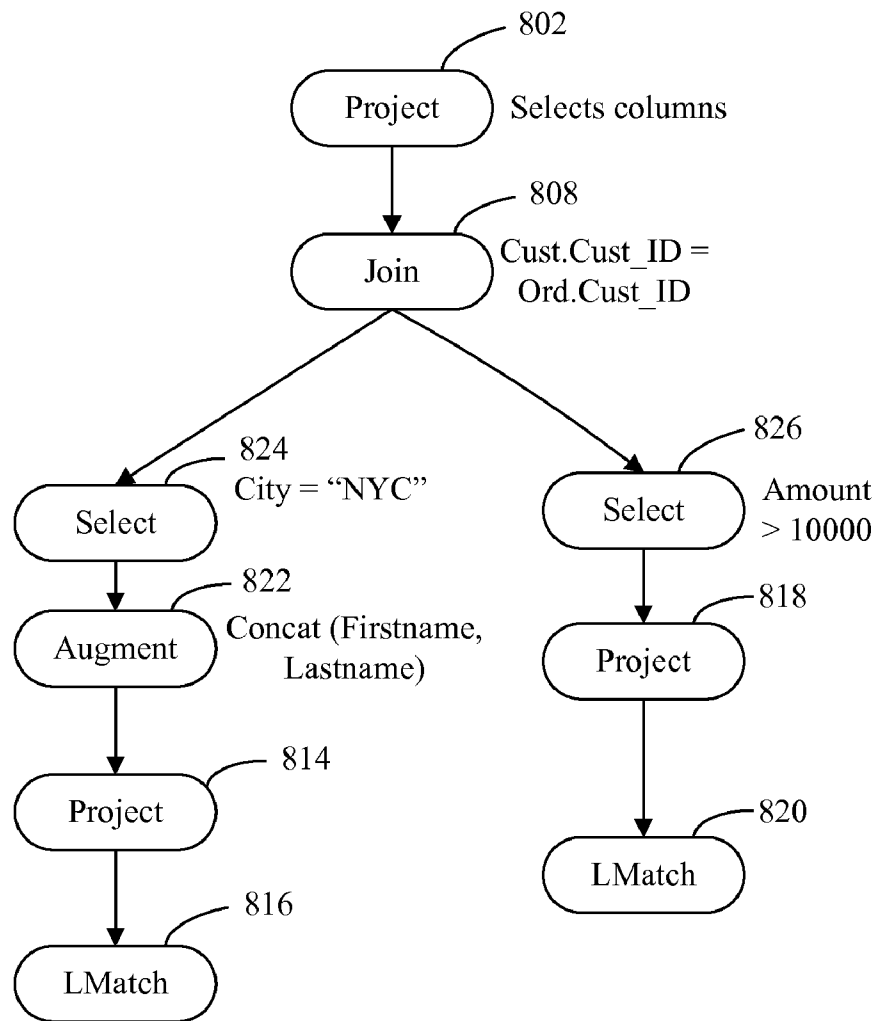 802
Project
Selects columns
808
Join
Cust.Cust_ID =
Ord.Cust_ID
824
City = “NYC”
Select
826
Select
Amount
> 10000
822
Augment
Concat (Firstname,
Lastname)
818
Project
814
Project
820
LMatch
816
LMatch